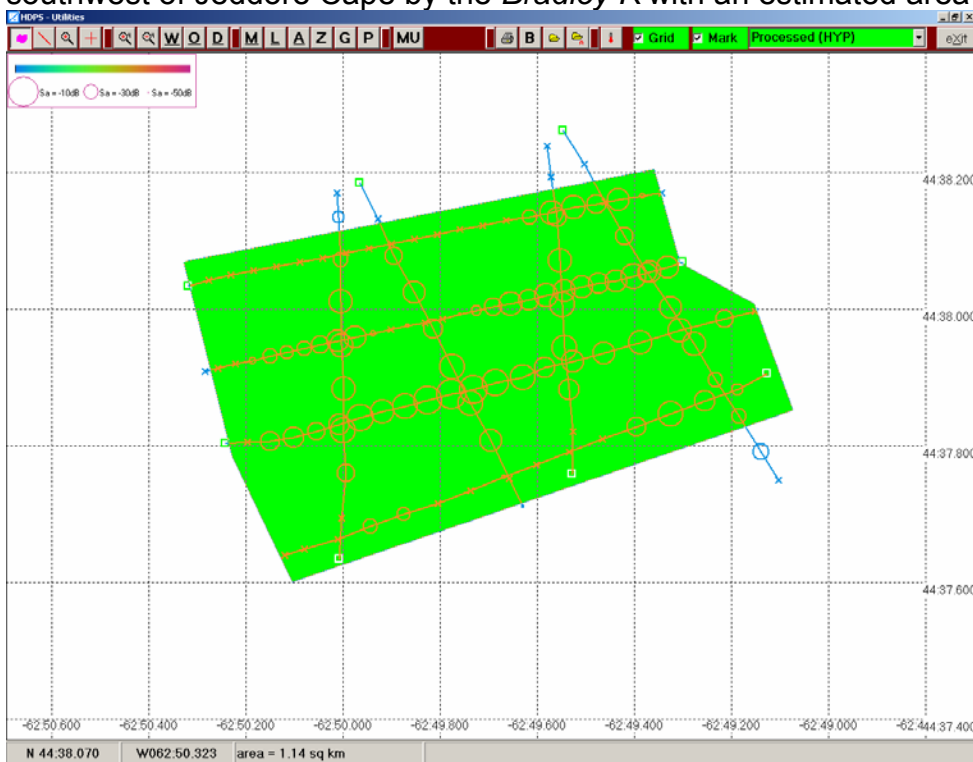 southwest of Jeddore Cape by the Bradley K with an estimated area
HDPS - Utilities
W O D M L A Z G P MU B Grid Mark Processed (HYP) eXit
Sa = -10dB Sa = -30dB Sa = -50dB
44:38.200
44:38.000
44:37.800
44:37.600
-62:50.600 -62:50.400 -62:50.200 -62:50.000 -62:49.800 -62:49.600 -62:49.400 -62:49.200 -62:49.000 -62:4 44:37.400
N 44:38.070 W062:50.323 area = 1.14 sq km